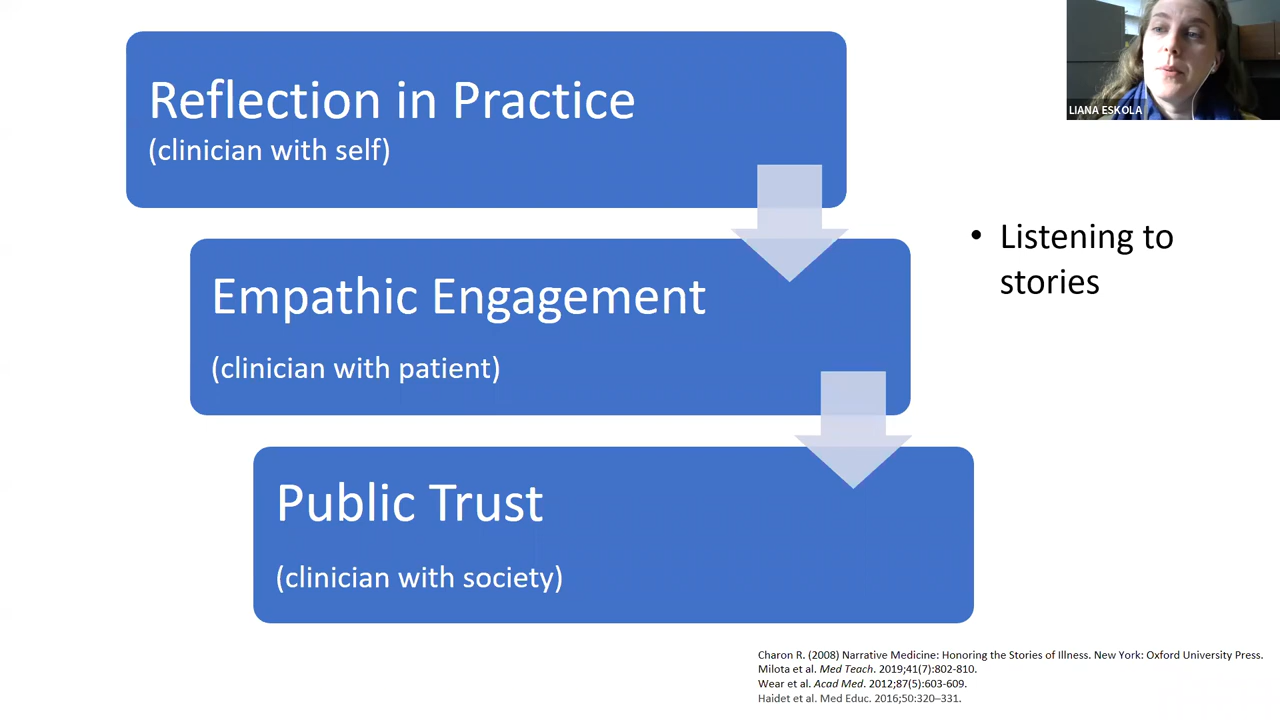 Reflection in Practice
(clinician with self)
LIANA ESKOLA
Empathic Engagement
(clinician with patient)
• Listening to
stories
Public Trust
(clinician with society)
Charon R. (2008) Narrative Medicine: Honoring the Stories of Illness. New York: Oxford University Press.
Milota et al. Med Teach. 2019;41(7):802-810.
Wear et al. Acad Med. 2012;87(5):603-609.
Haidet et al. Med Educ. 2016;50:320–331.